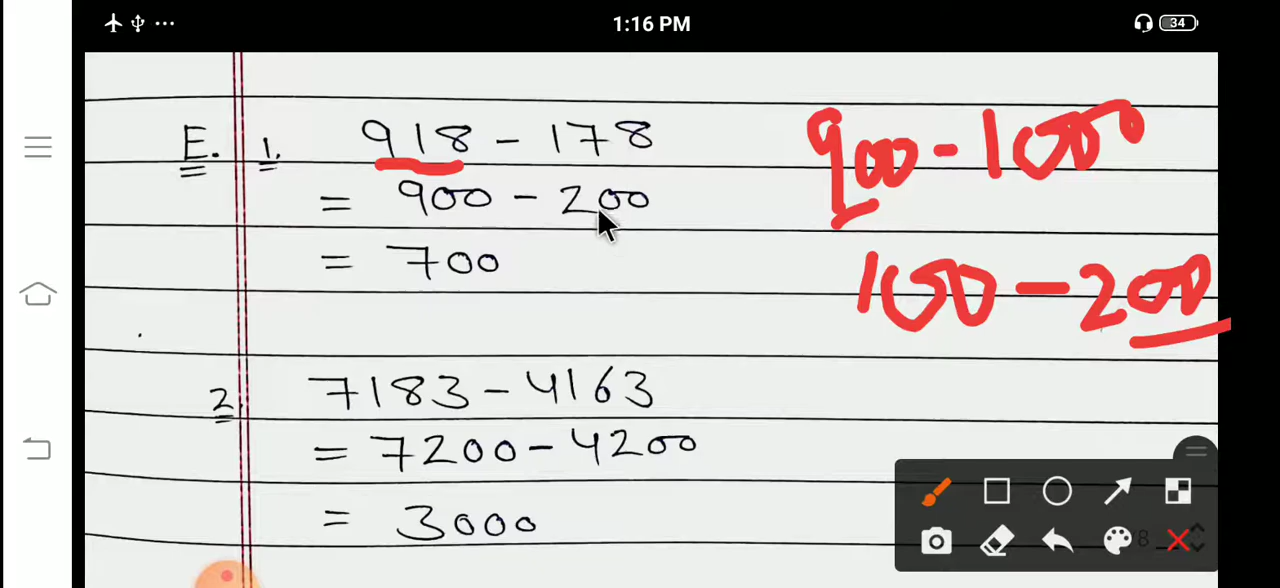 1:16 PM
34
E. 1. 918 - 178
= 900 - 200
= 700
900 - 1000
100 - 200
2. 7183 - 4163
= 7200 - 4200
= 3000